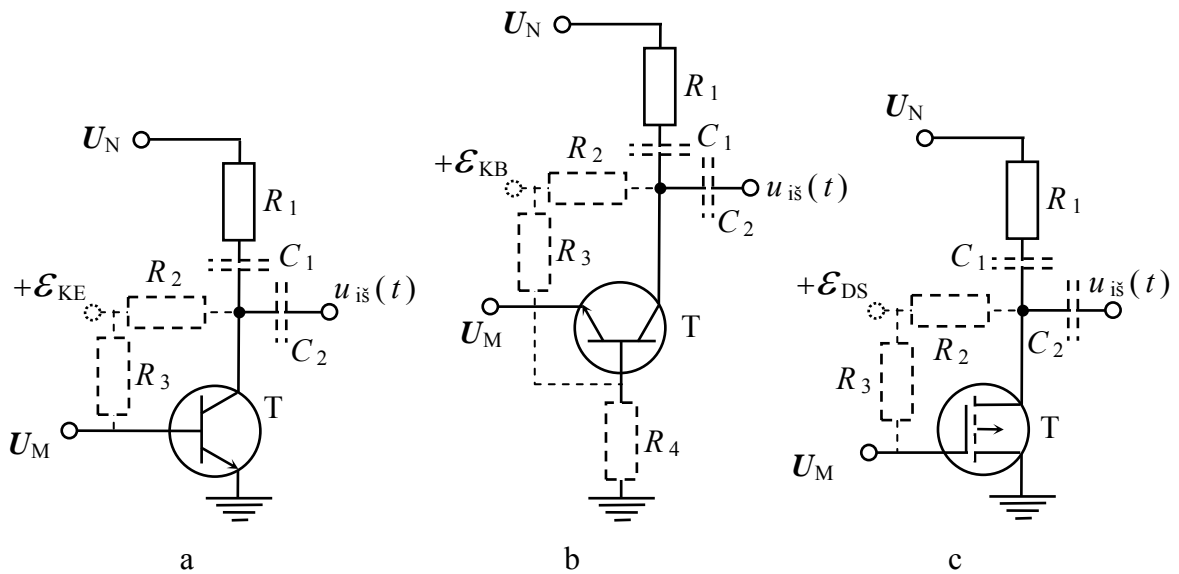 U_N
R_1
C_1
+ℰ_KE
R_2
u_iš(t)
C_2
R_3
T
U_M
a
U_N
R_1
C_1
+ℰ_KB
R_2
u_iš(t)
C_2
R_3
U_M
T
R_4
b
U_N
R_1
C_1
+ℰ_DS
u_iš(t)
R_2
C_2
R_3
T
U_M
c